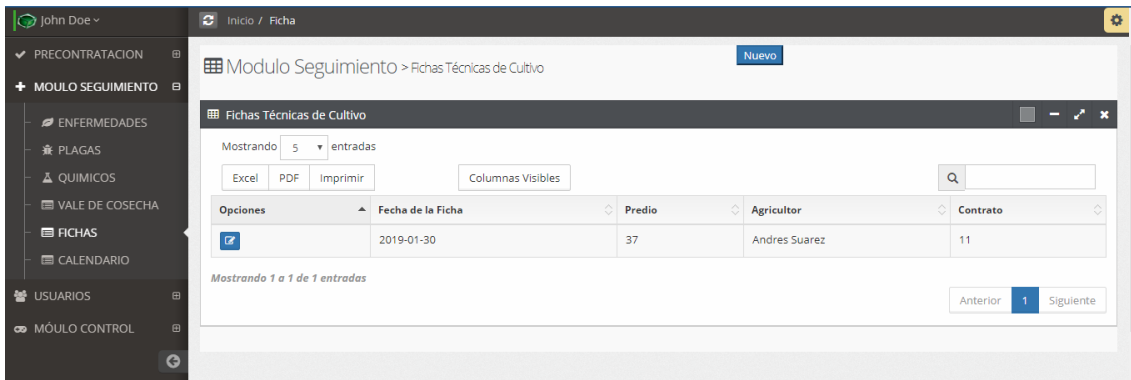 John Doe
Inicio / Ficha
PRECONTRATACION
MOULO SEGUIMIENTO
ENFERMEDADES
PLAGAS
QUIMICOS
VALE DE COSECHA
FICHAS
CALENDARIO
USUARIOS
MÓULO CONTROL
Modulo Seguimiento > Fichas Técnicas de Cultivo
Nuevo
Fichas Técnicas de Cultivo
Mostrando 5 entradas
Excel PDF Imprimir Columnas Visibles
Opciones Fecha de la Ficha Predio Agricultor Contrato
2019-01-30 37 Andres Suarez 11
Mostrando 1 a 1 de 1 entradas
Anterior 1 Siguiente